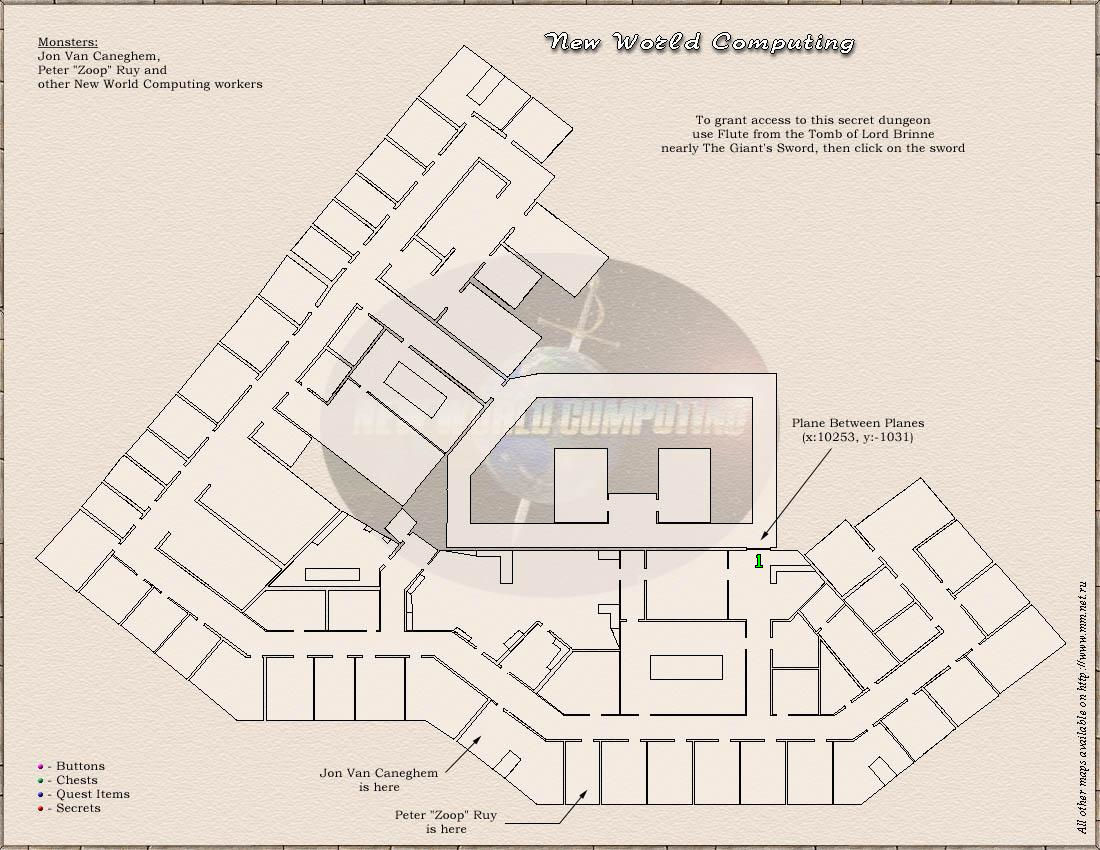 Monsters:
Jon Van Caneghem,
Peter "Zoop" Ruy and
other New World Computing workers
New World Computing
To grant access to this secret dungeon
use Flute from the Tomb of Lord Brinne
nearly The Giant's Sword, then click on the sword
NEW WORLD COMPUTING
Plane Between Planes
(x:10253, y:-1031)
1
Jon Van Caneghem
is here
Peter "Zoop" Ruy
is here
- Buttons
- Chests
- Quest Items
- Secrets
All other maps available on http://www.mm.net.ru